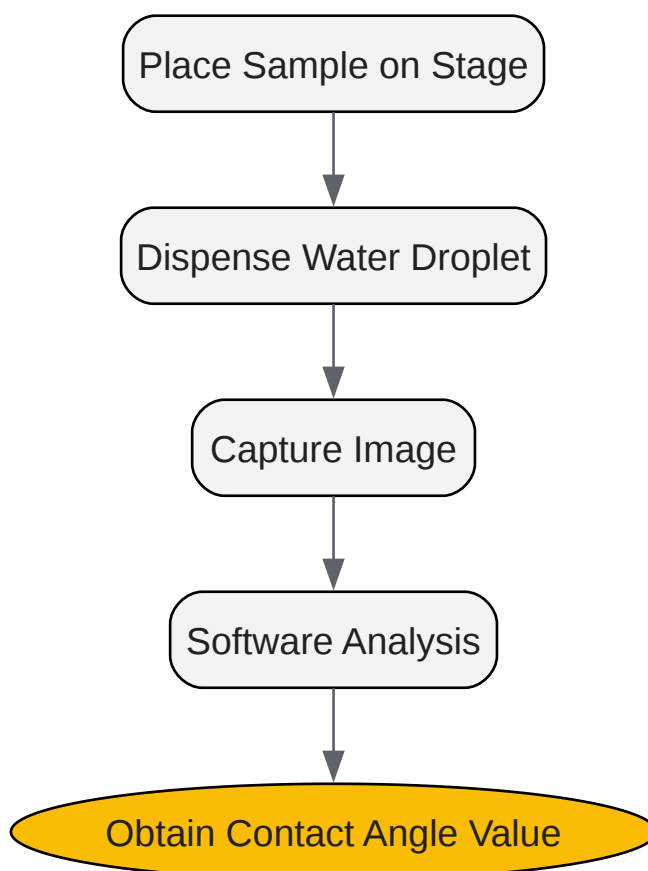 Place Sample on Stage
Dispense Water Droplet
Capture Image
Software Analysis
Obtain Contact Angle Value